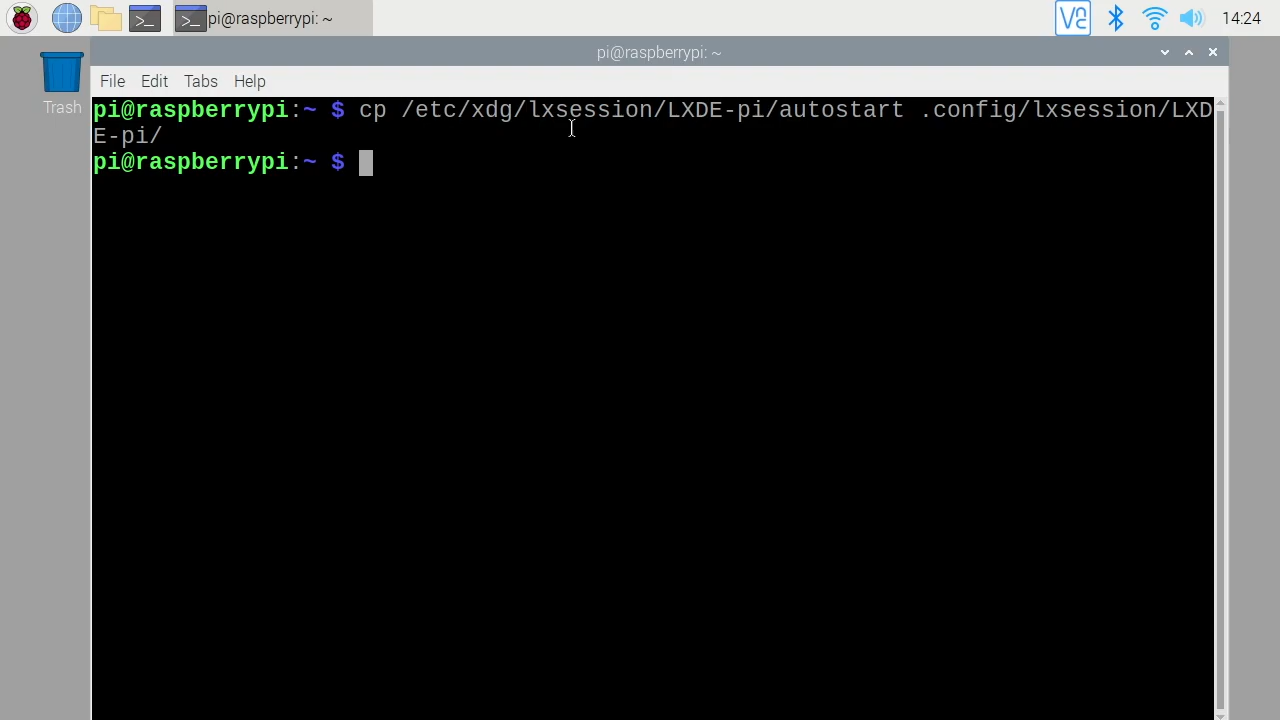 pi@raspberrypi: ~
14:24
pi@raspberrypi: ~
File Edit Tabs Help
Trash
pi@raspberrypi:~ $ cp /etc/xdg/lxsession/LXDE-pi/autostart .config/lxsession/LXD
E-pi/
pi@raspberrypi:~ $